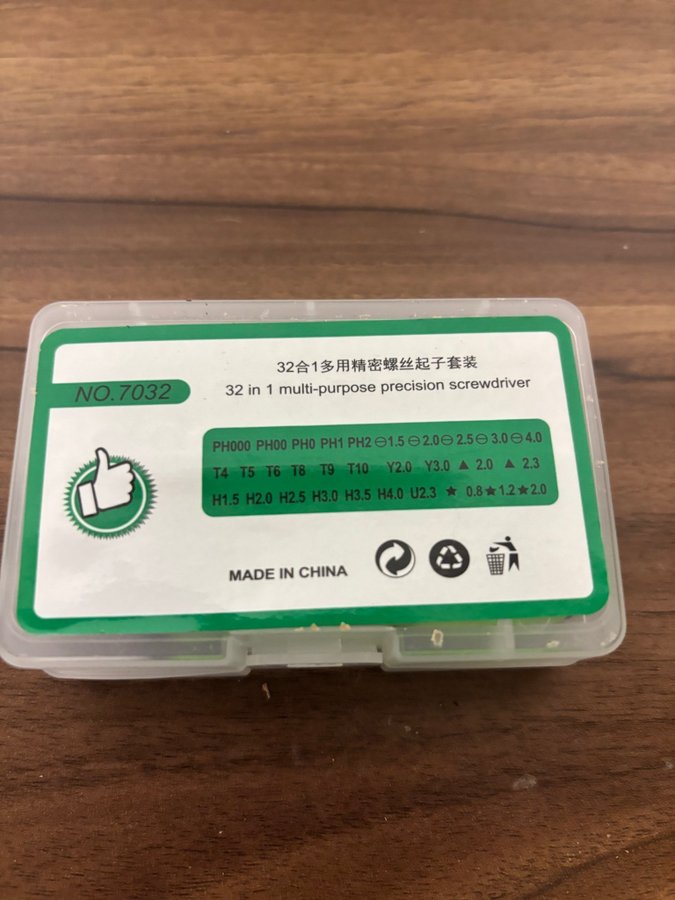 32合1多用精密螺丝起子套装
NO.7032
32 in 1 multi-purpose precision screwdriver
PH000 PH00 PH0 PH1 PH2 ⊖1.5 ⊖2.0 ⊖2.5 ⊖3.0 ⊖4.0
T4 T5 T6 T8 T9 T10 Y2.0 Y3.0 ▲ 2.0 ▲ 2.3
H1.5 H2.0 H2.5 H3.0 H3.5 H4.0 U2.3 ★ 0.8 ★1.2 ★2.0
MADE IN CHINA